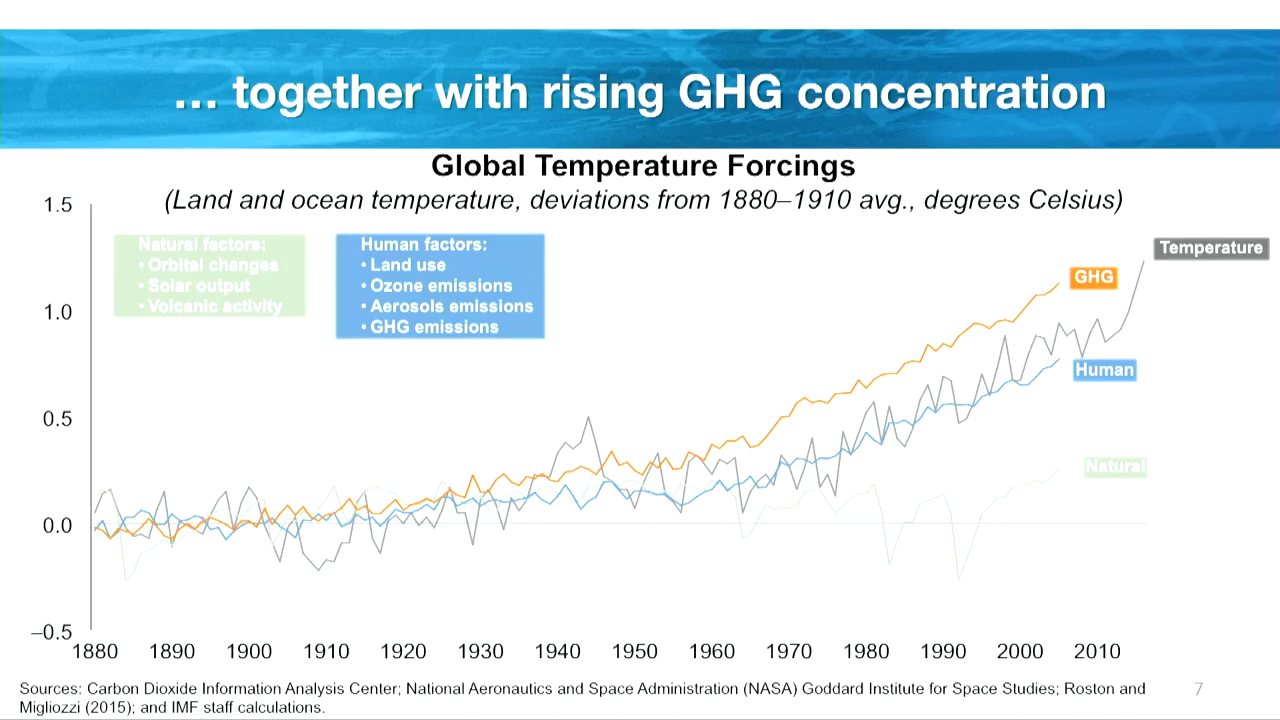 ... together with rising GHG concentration
Global Temperature Forcings
(Land and ocean temperature, deviations from 1880–1910 avg., degrees Celsius)
1.5
Natural factors:
• Orbital changes
• Solar output
• Volcanic activity
Human factors:
• Land use
• Ozone emissions
• Aerosols emissions
• GHG emissions
Temperature
GHG
1.0
Human
0.5
Natural
0.0
–0.5
1880 1890 1900 1910 1920 1930 1940 1950 1960 1970 1980 1990 2000 2010
Sources: Carbon Dioxide Information Analysis Center; National Aeronautics and Space Administration (NASA) Goddard Institute for Space Studies; Roston and
Migliozzi (2015); and IMF staff calculations.
7